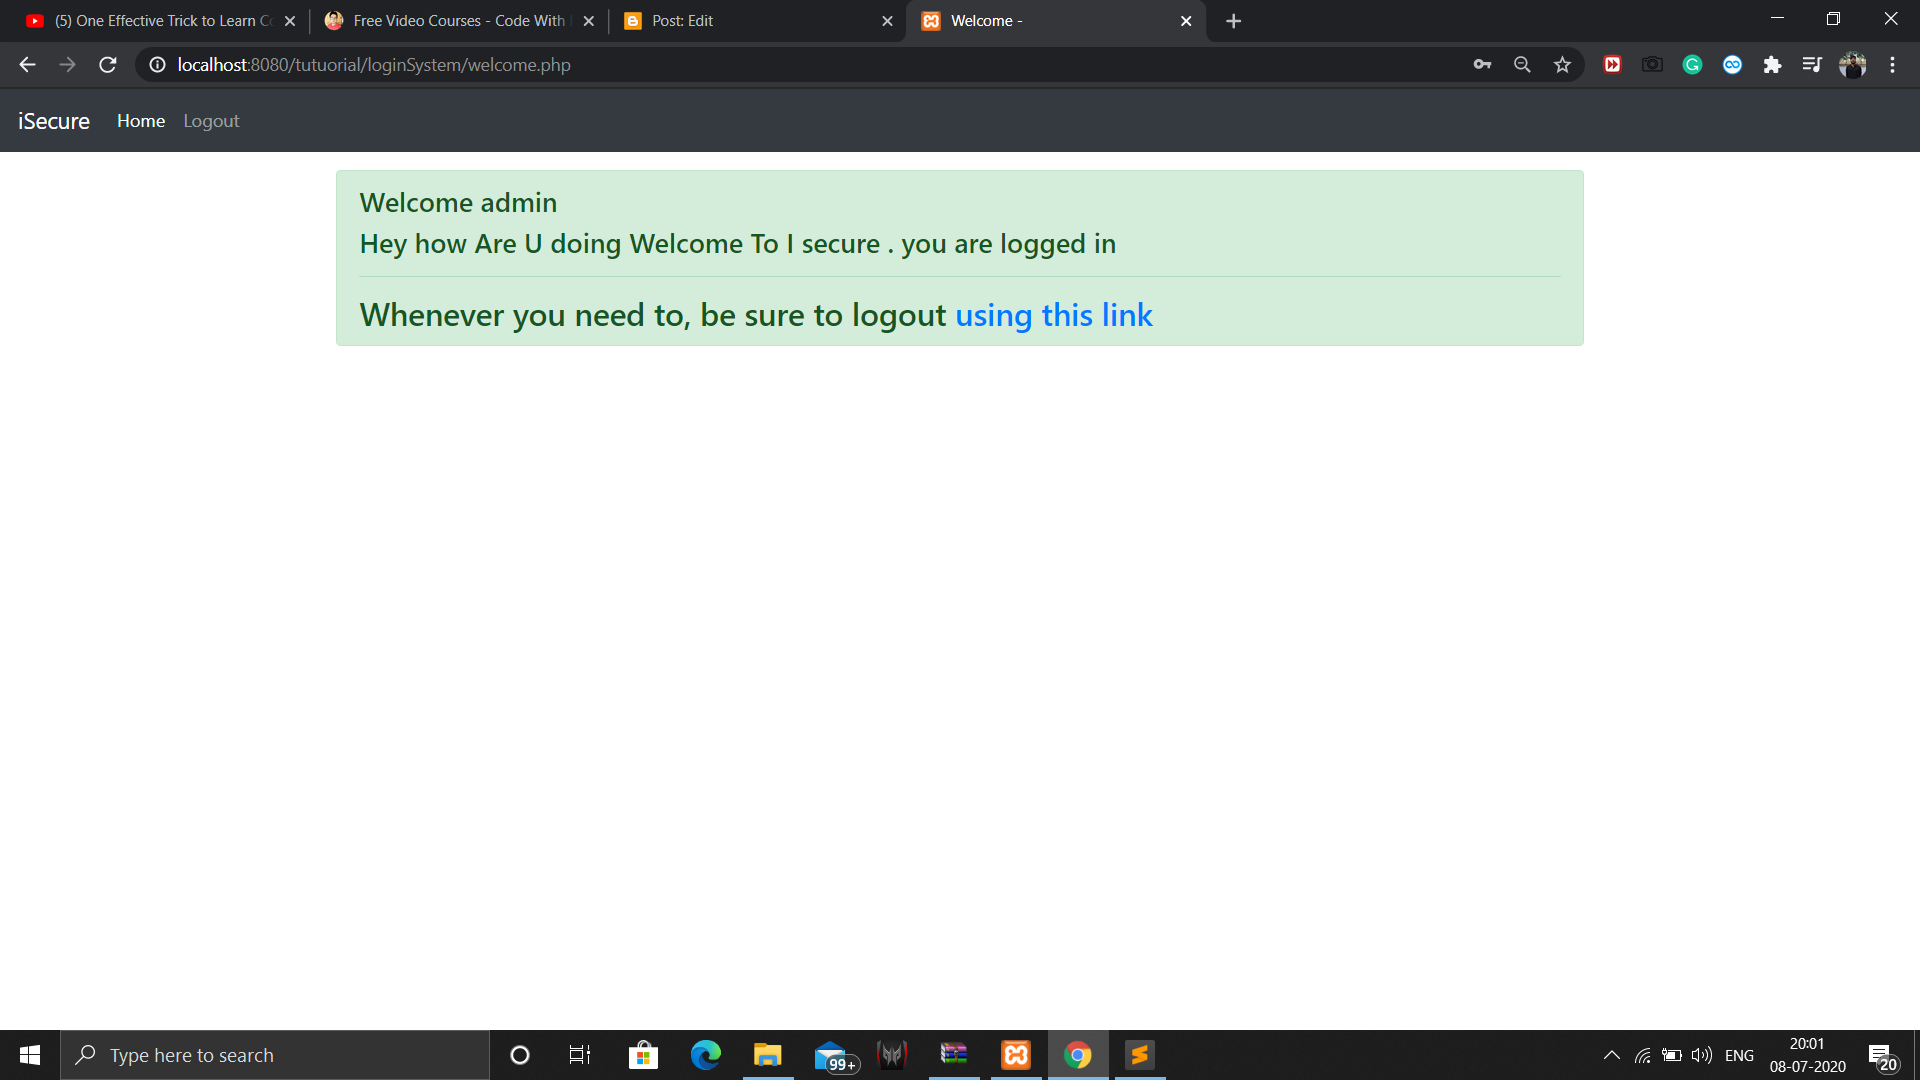 (5) One Effective Trick to Learn Co
Free Video Courses - Code With
Post: Edit
Welcome -
localhost:8080/tutuorial/loginSystem/welcome.php
iSecure Home Logout
Welcome admin
Hey how Are U doing Welcome To I secure . you are logged in
Whenever you need to, be sure to logout using this link
Type here to search
99+
ENG
20:01
08-07-2020
20